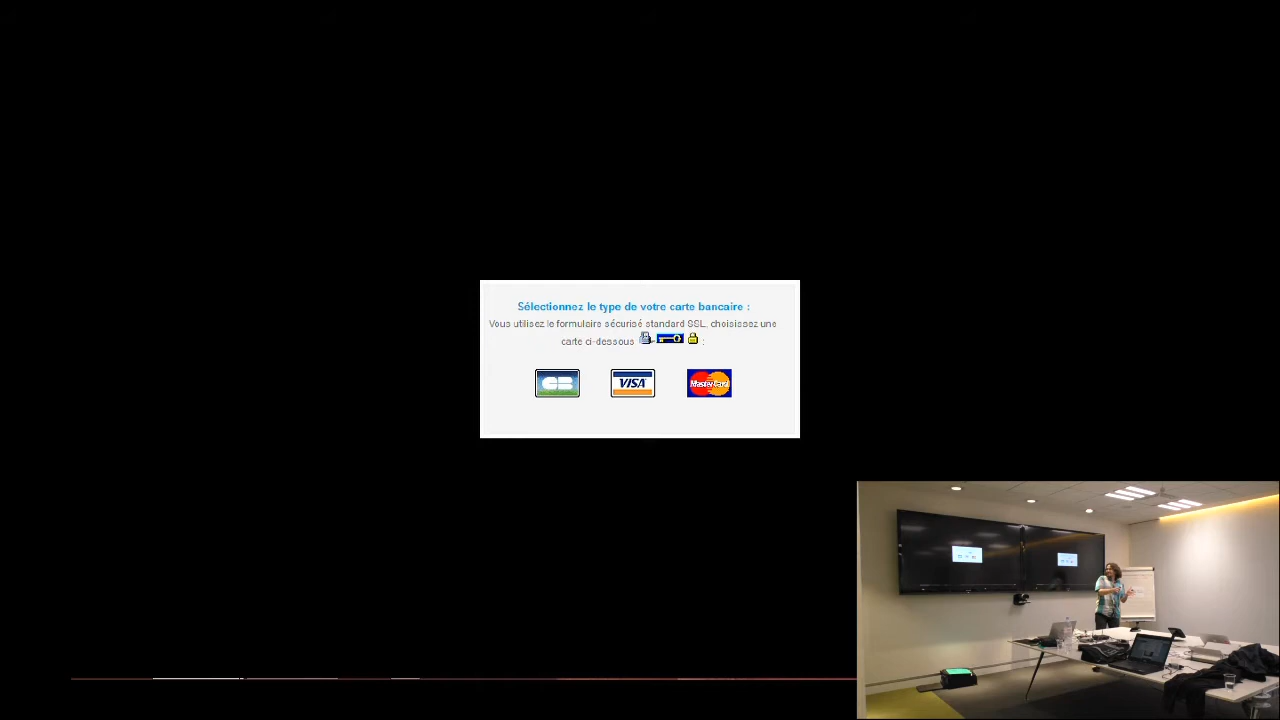 Sélectionnez le type de votre carte bancaire :
Vous utilisez le formulaire sécurisé standard SSL, choisissez une
carte ci-dessous :
CB VISA MasterCard